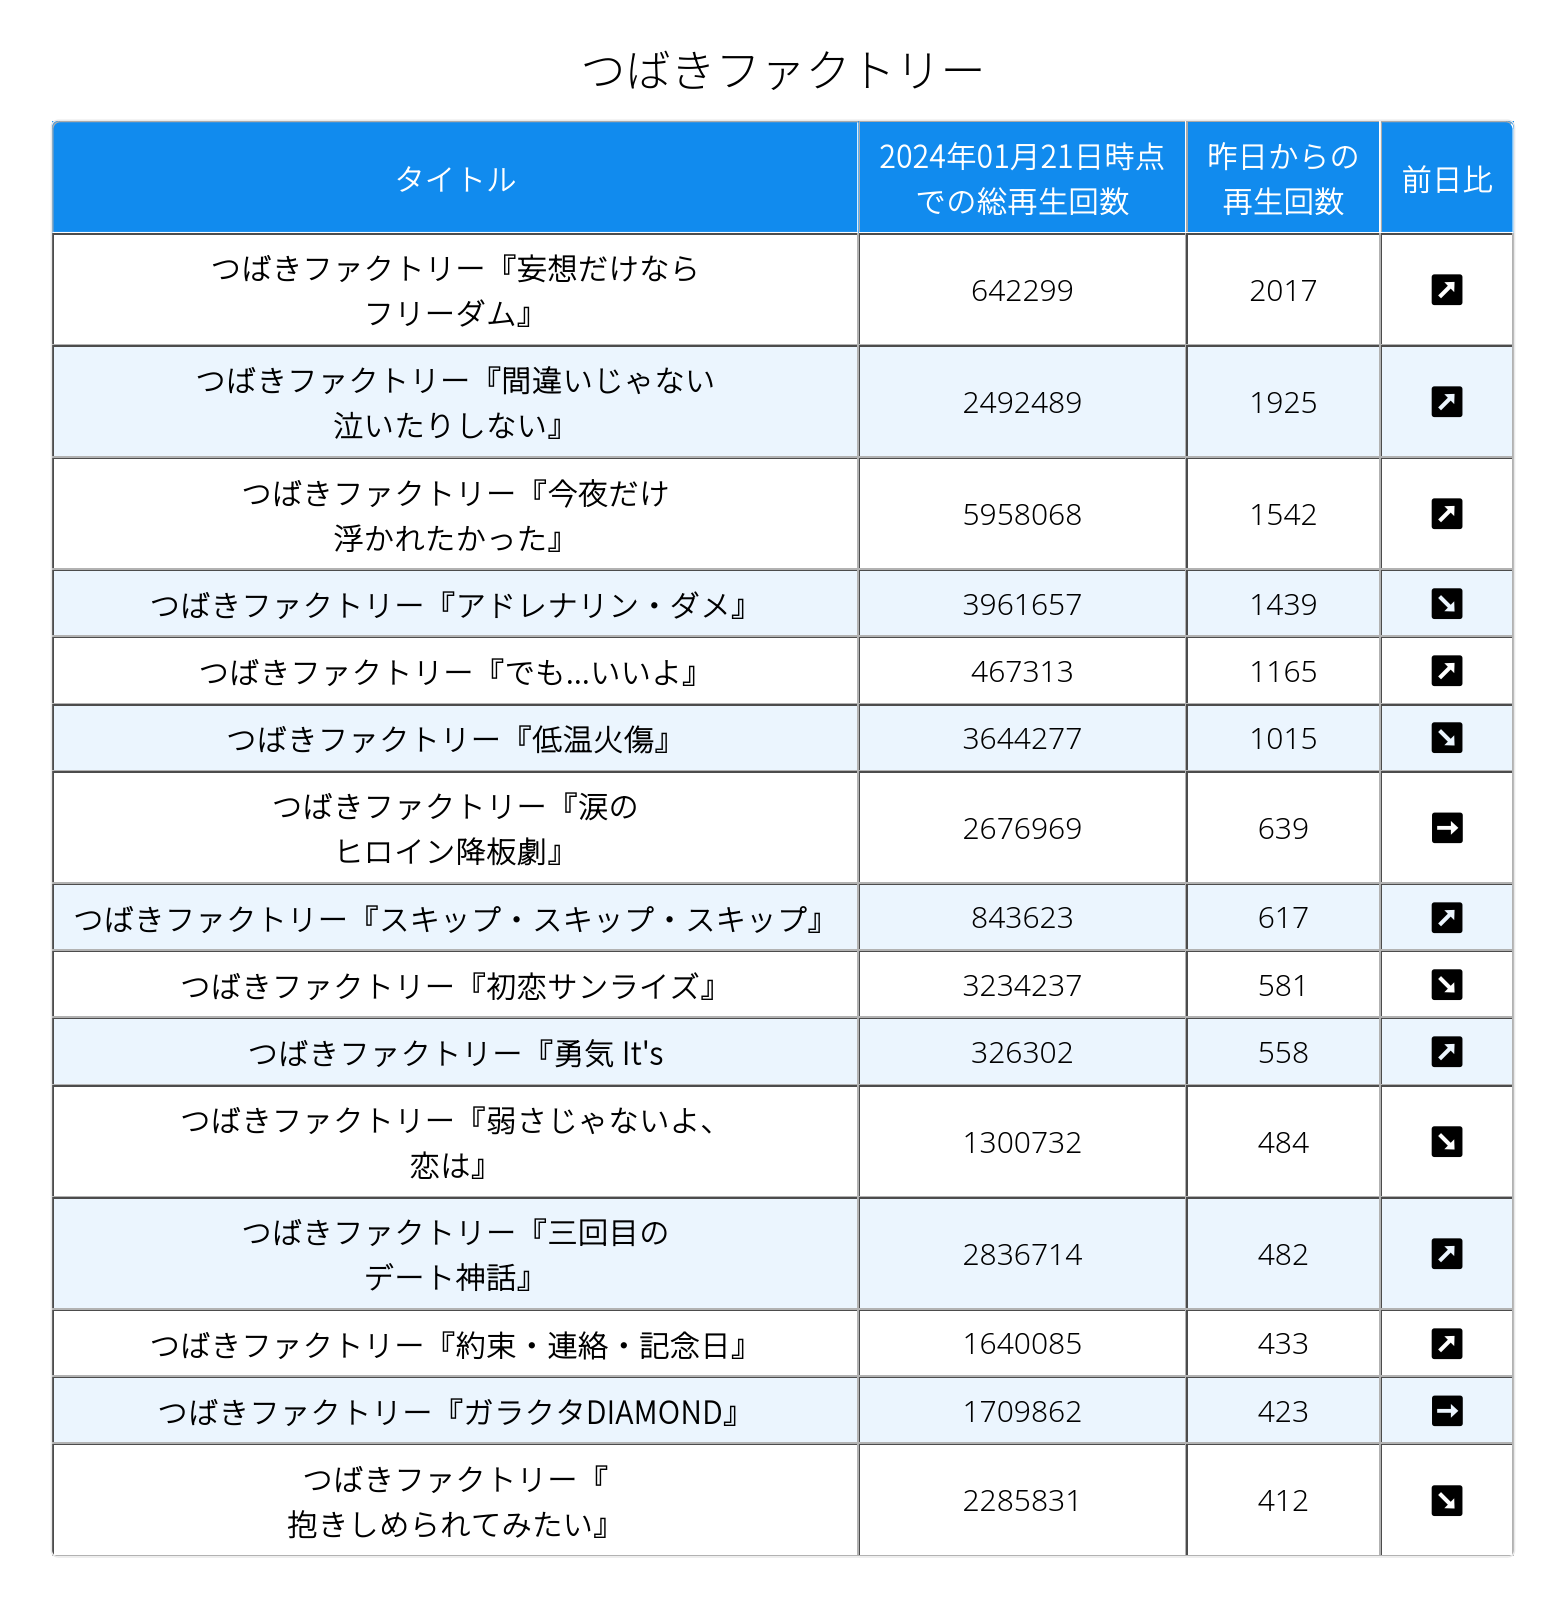 つばきファクトリー
タイトル
2024年01月21日時点
での総再生回数
昨日からの
再生回数
前日比
つばきファクトリー『妄想だけなら
フリーダム』
642299
2017
つばきファクトリー『間違いじゃない
泣いたりしない』
2492489
1925
つばきファクトリー『今夜だけ
浮かれたかった』
5958068
1542
つばきファクトリー『アドレナリン・ダメ』
3961657
1439
つばきファクトリー『でも...いいよ』
467313
1165
つばきファクトリー『低温火傷』
3644277
1015
つばきファクトリー『涙の
ヒロイン降板劇』
2676969
639
つばきファクトリー『スキップ・スキップ・スキップ』
843623
617
つばきファクトリー『初恋サンライズ』
3234237
581
つばきファクトリー『勇気 It's
326302
558
つばきファクトリー『弱さじゃないよ、
恋は』
1300732
484
つばきファクトリー『三回目の
デート神話』
2836714
482
つばきファクトリー『約束・連絡・記念日』
1640085
433
つばきファクトリー『ガラクタDIAMOND』
1709862
423
つばきファクトリー『
抱きしめられてみたい』
2285831
412